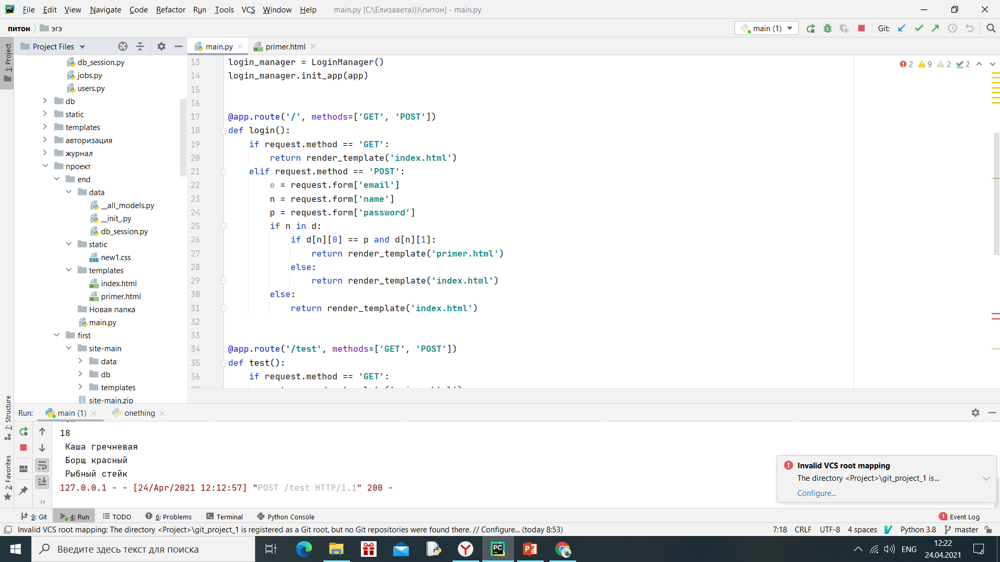 File Edit View Navigate Code Refactor Run Tools VCS Window Help main.py [C:\Елизавета)))\питон] - main.py
питон эгэ
main (1) Git:
1: Project
Project Files
main.py primer.html
db_session.py
jobs.py
users.py
db
static
templates
авторизация
журнал
проект
end
data
__all_models.py
__init_.py
db_session.py
static
new1.css
templates
index.html
primer.html
Новая папка
main.py
first
site-main
data
db
templates
site-main.zip
2 9 2 2
13 login_manager = LoginManager()
14 login_manager.init_app(app)
15
16
17 @app.route('/', methods=['GET', 'POST'])
18 def login():
19 if request.method == 'GET':
20 return render_template('index.html')
21 elif request.method == 'POST':
22 e = request.form['email']
23 n = request.form['name']
24 p = request.form['password']
25 if n in d:
26 if d[n][0] == p and d[n][1]:
27 return render_template('primer.html')
28 else:
29 return render_template('index.html')
30 else:
31 return render_template('index.html')
32
33
34 @app.route('/test', methods=['GET', 'POST'])
35 def test():
36 if request.method == 'GET':
7: Structure
2: Favorites
Run: main (1) onething
18
Каша гречневая
Борщ красный
Рыбный стейк
127.0.0.1 - - [24/Apr/2021 12:12:57] "POST /test HTTP/1.1" 200 -
Invalid VCS root mapping
The directory <Project>\git_project_1 is...
Configure...
9: Git 4: Run TODO 6: Problems Terminal Python Console 1 Event Log
Invalid VCS root mapping: The directory <Project>\git_project_1 is registered as a Git root, but no Git repositories were found there. // Configure... (today 8:53) 7:18 CRLF UTF-8 4 spaces Python 3.8 master
Введите здесь текст для поиска
ENG
12:22
24.04.2021